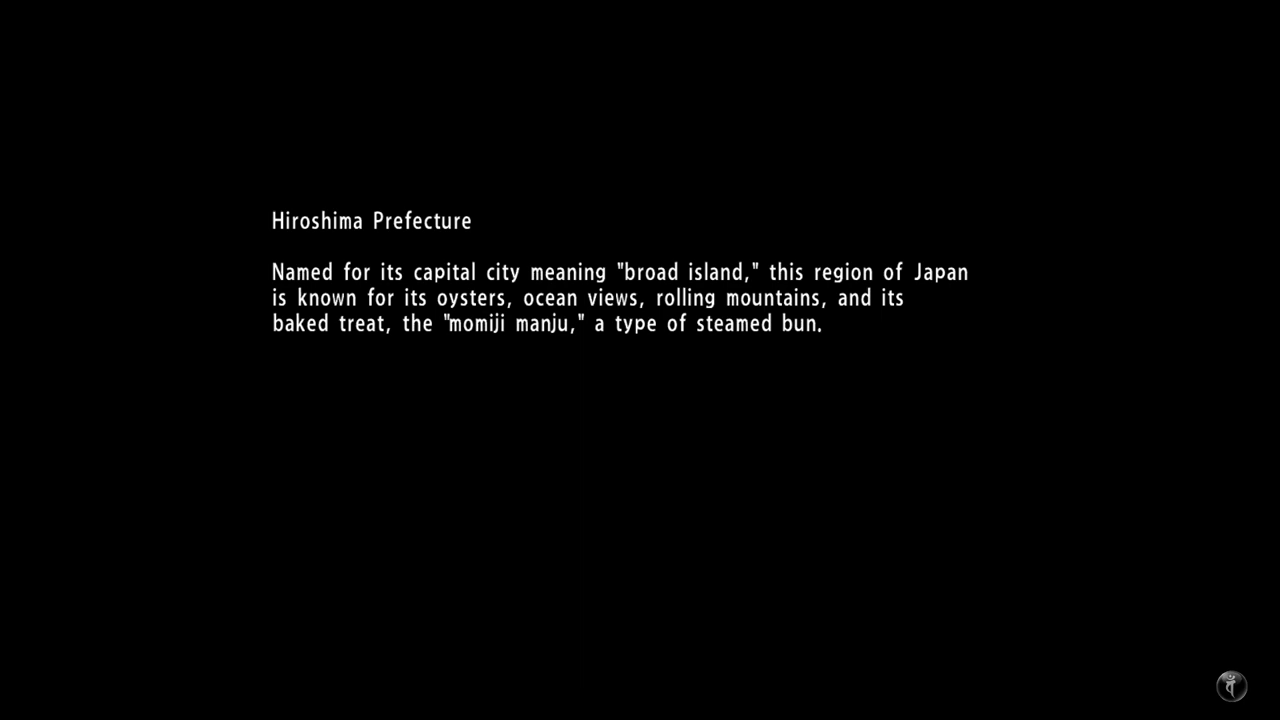 Hiroshima Prefecture
Named for its capital city meaning "broad island," this region of Japan
is known for its oysters, ocean views, rolling mountains, and its
baked treat, the "momiji manju," a type of steamed bun.